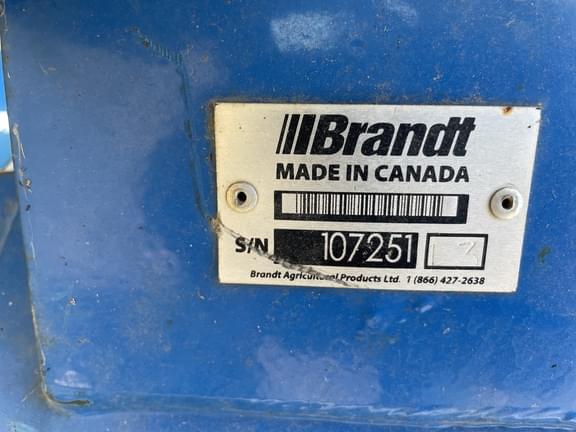 Brandt
MADE IN CANADA
S/N 107251
Brandt Agricultural Products Ltd. 1 (866) 427-2638